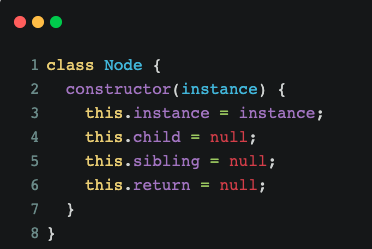 1 class Node {
2   constructor(instance) {
3     this.instance = instance;
4     this.child = null;
5     this.sibling = null;
6     this.return = null;
7   }
8 }